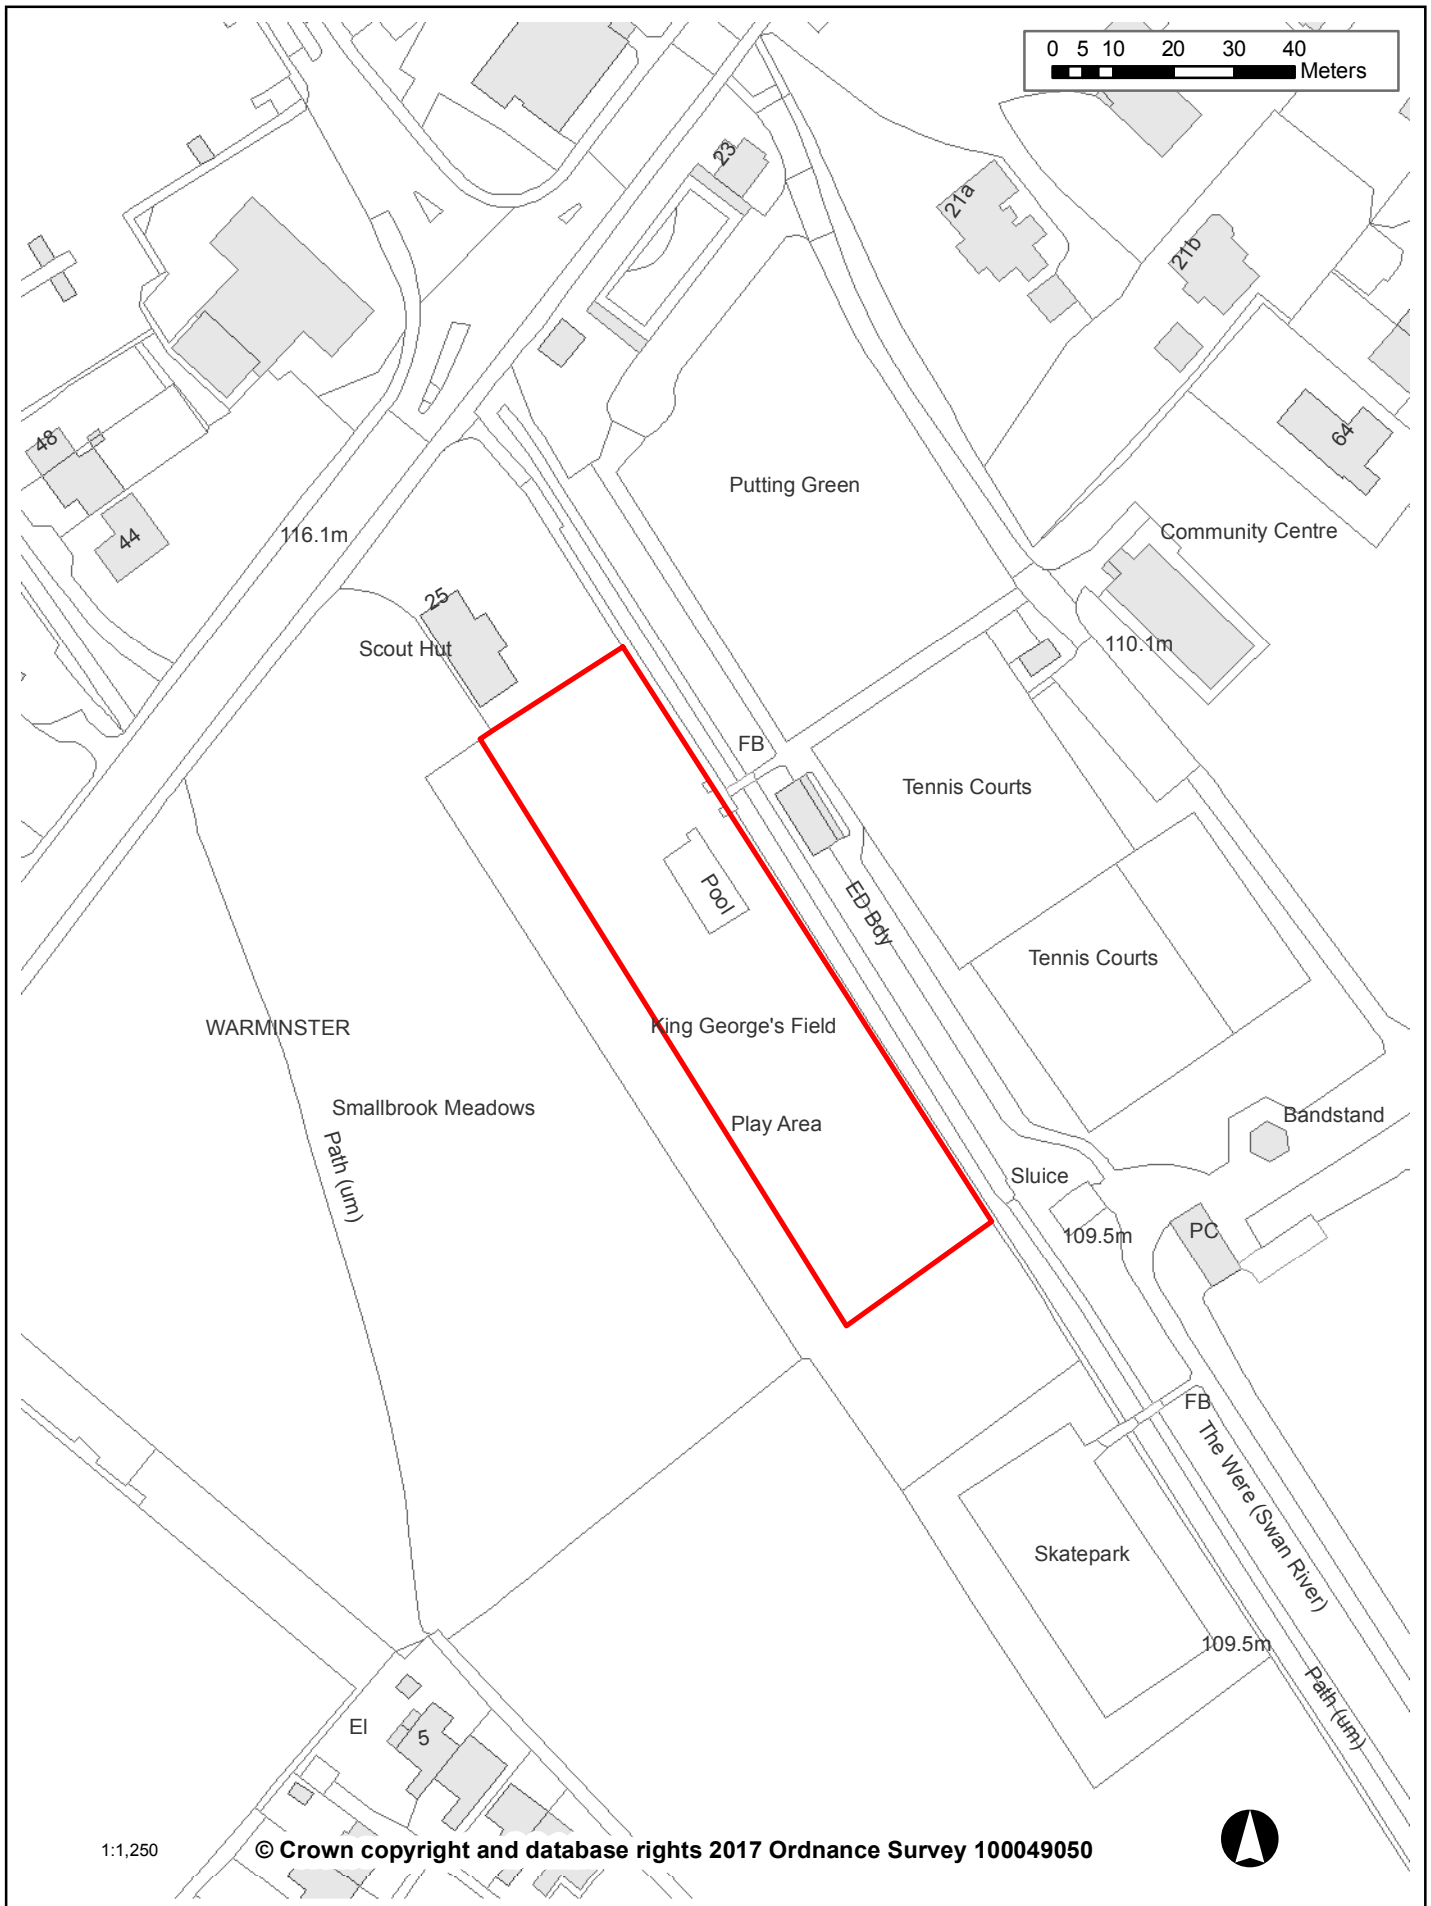 0 5 10 20 30 40
Meters
23
21a
21b
48
64
44
Putting Green
116.1m
Community Centre
25
Scout Hut
110.1m
FB
Tennis Courts
Pool
ED Bdy
Tennis Courts
WARMINSTER
King George's Field
Smallbrook Meadows
Play Area
Bandstand
Path (um)
Sluice
109.5m
PC
FB
The Were (Swan River)
Skatepark
109.5m
Path (um)
El
5
1:1,250
© Crown copyright and database rights 2017 Ordnance Survey 100049050